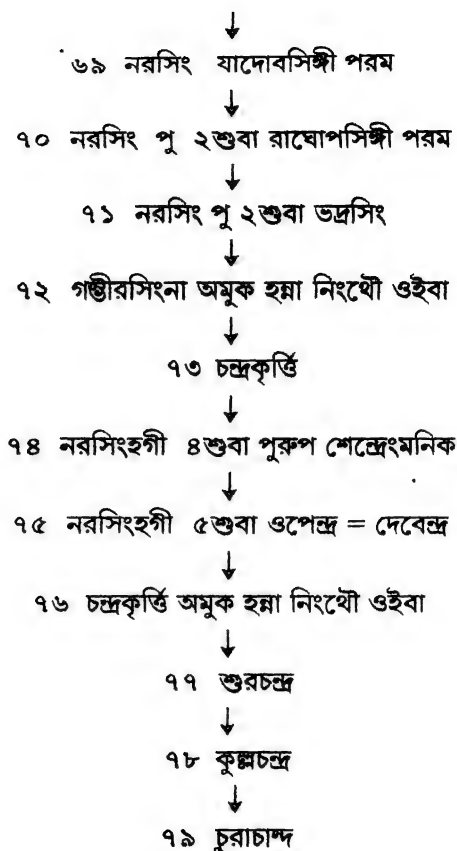 ↓
৬৯ নরসিং যাদোবসিঙ্গী পরম
↓
৭০ নরসিং পু ২শুবা রাঘোপসিঙ্গী পরম
↓
৭১ নরসিং পু ২শুবা ভদ্রসিং
↓
৭২ গম্ভীরসিংনা অমুক হন্না নিংথৌ ওইবা
↓
৭৩ চন্দ্রকৃর্ত্তি
↓
৭৪ নরসিংহগী ৪শুবা পুরুপ শেন্দ্রেংমনিক
↓
৭৫ নরসিংহগী ৫শুবা ওপেন্দ্র = দেবেন্দ্র
↓
৭৬ চন্দ্রকৃর্ত্তি অমুক হন্না নিংথৌ ওইবা
↓
৭৭ শুরচন্দ্র
↓
৭৮ কুল্লচন্দ্র
↓
৭৯ চুরাচান্দ